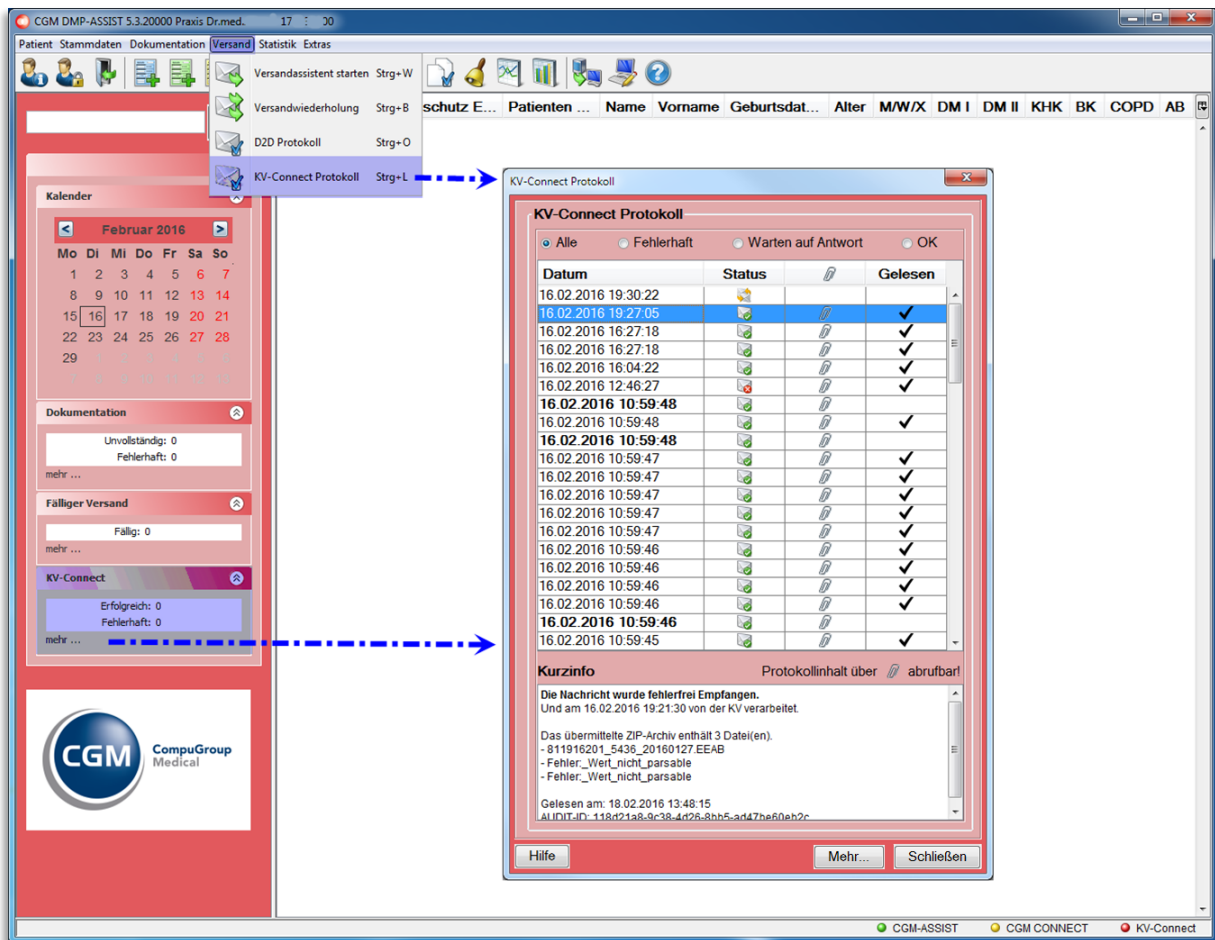 CGM DMP-ASSIST 5.3.20000 Praxis Dr.med. 17 : 00
Patient Stammdaten Dokumentation Versand Statistik Extras
Versandassistent starten Strg+W
Versandwiederholung Strg+B
D2D Protokoll Strg+O
KV-Connect Protokoll Strg+L
schutz E... Patienten ... Name Vorname Geburtsdat... Alter M/W/X DM I DM II KHK BK COPD AB
Kalender
< Februar 2016 >
Mo Di Mi Do Fr Sa So
1 2 3 4 5 6 7
8 9 10 11 12 13 14
15 16 17 18 19 20 21
22 23 24 25 26 27 28
29
Dokumentation
Unvollständig: 0
Fehlerhaft: 0
mehr ...
Fälliger Versand
Fällig: 0
mehr ...
KV-Connect
Erfolgreich: 0
Fehlerhaft: 0
mehr ...
CGM CompuGroup
Medical
KV-Connect Protokoll
KV-Connect Protokoll
Alle Fehlerhaft Warten auf Antwort OK
Datum Status Gelesen
16.02.2016 19:30:22
16.02.2016 19:27:05
16.02.2016 16:27:18
16.02.2016 16:27:18
16.02.2016 16:04:22
16.02.2016 12:46:27
16.02.2016 10:59:48
16.02.2016 10:59:48
16.02.2016 10:59:48
16.02.2016 10:59:47
16.02.2016 10:59:47
16.02.2016 10:59:47
16.02.2016 10:59:47
16.02.2016 10:59:47
16.02.2016 10:59:46
16.02.2016 10:59:46
16.02.2016 10:59:46
16.02.2016 10:59:46
16.02.2016 10:59:46
16.02.2016 10:59:45
Kurzinfo Protokollinhalt über abrufbar!
Die Nachricht wurde fehlerfrei Empfangen.
Und am 16.02.2016 19:21:30 von der KV verarbeitet.
Das übermittelte ZIP-Archiv enthält 3 Datei(en).
- 811916201_5436_20160127.EEAB
- Fehler:_Wert_nicht_parsable
- Fehler:_Wert_nicht_parsable
Gelesen am: 18.02.2016 13:48:15
AUDIT-ID: 118d21a8-9c38-4d26-8bb5-ad47be60eb2c
Hilfe Mehr... Schließen
CGM-ASSIST CGM CONNECT KV-Connect